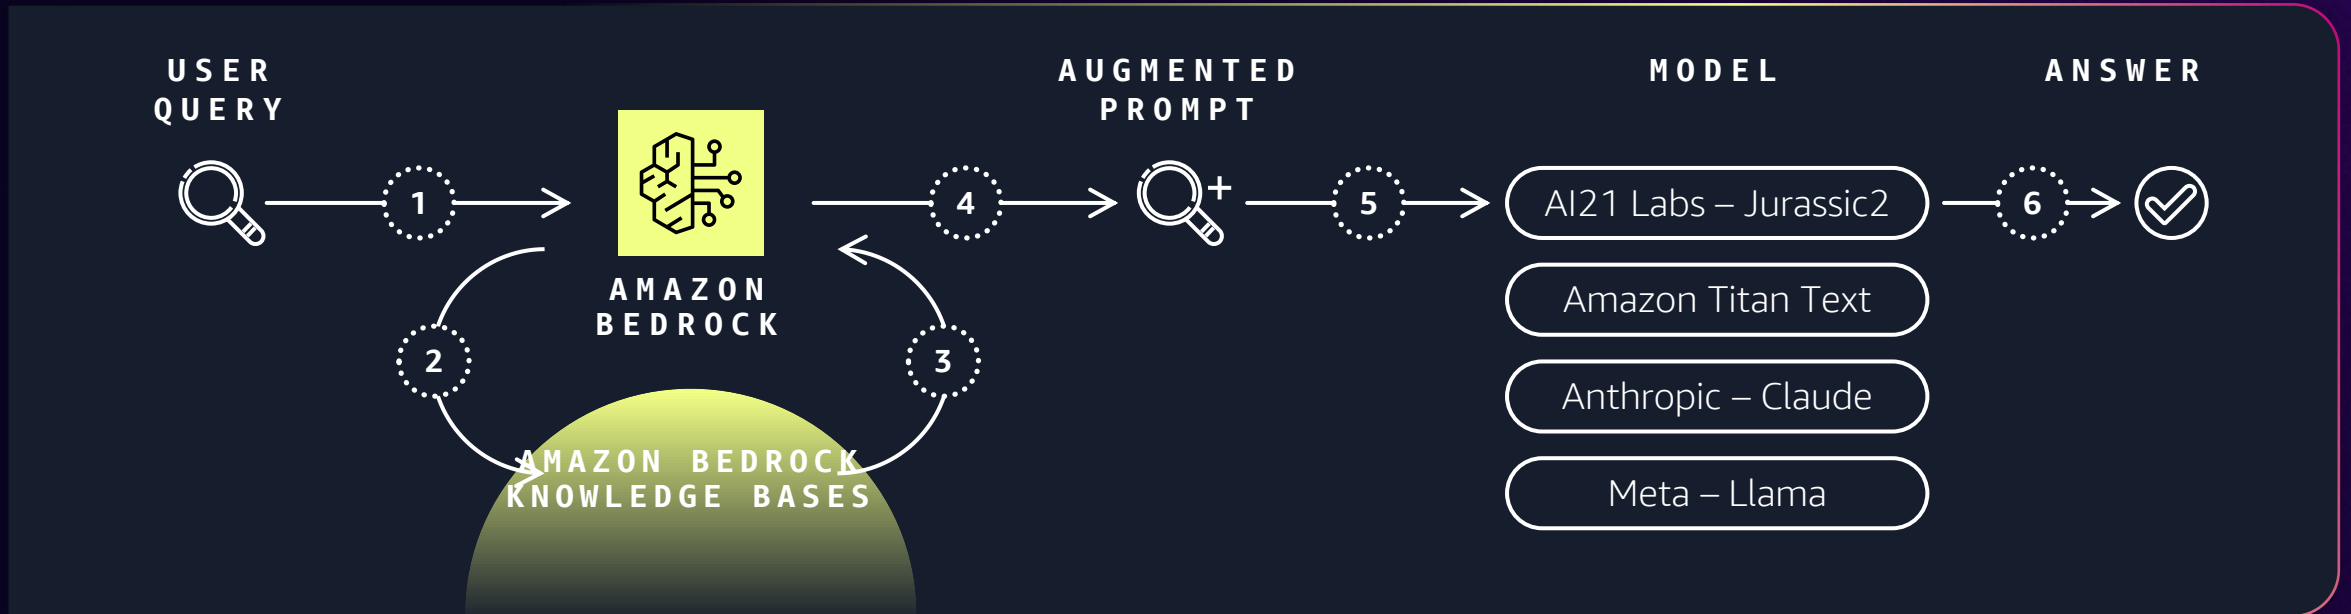 USER
QUERY
1
AMAZON
BEDROCK
2
3
AMAZON BEDROCK
KNOWLEDGE BASES
4
AUGMENTED
PROMPT
5
MODEL
AI21 Labs – Jurassic2
Amazon Titan Text
Anthropic – Claude
Meta – Llama
6
ANSWER